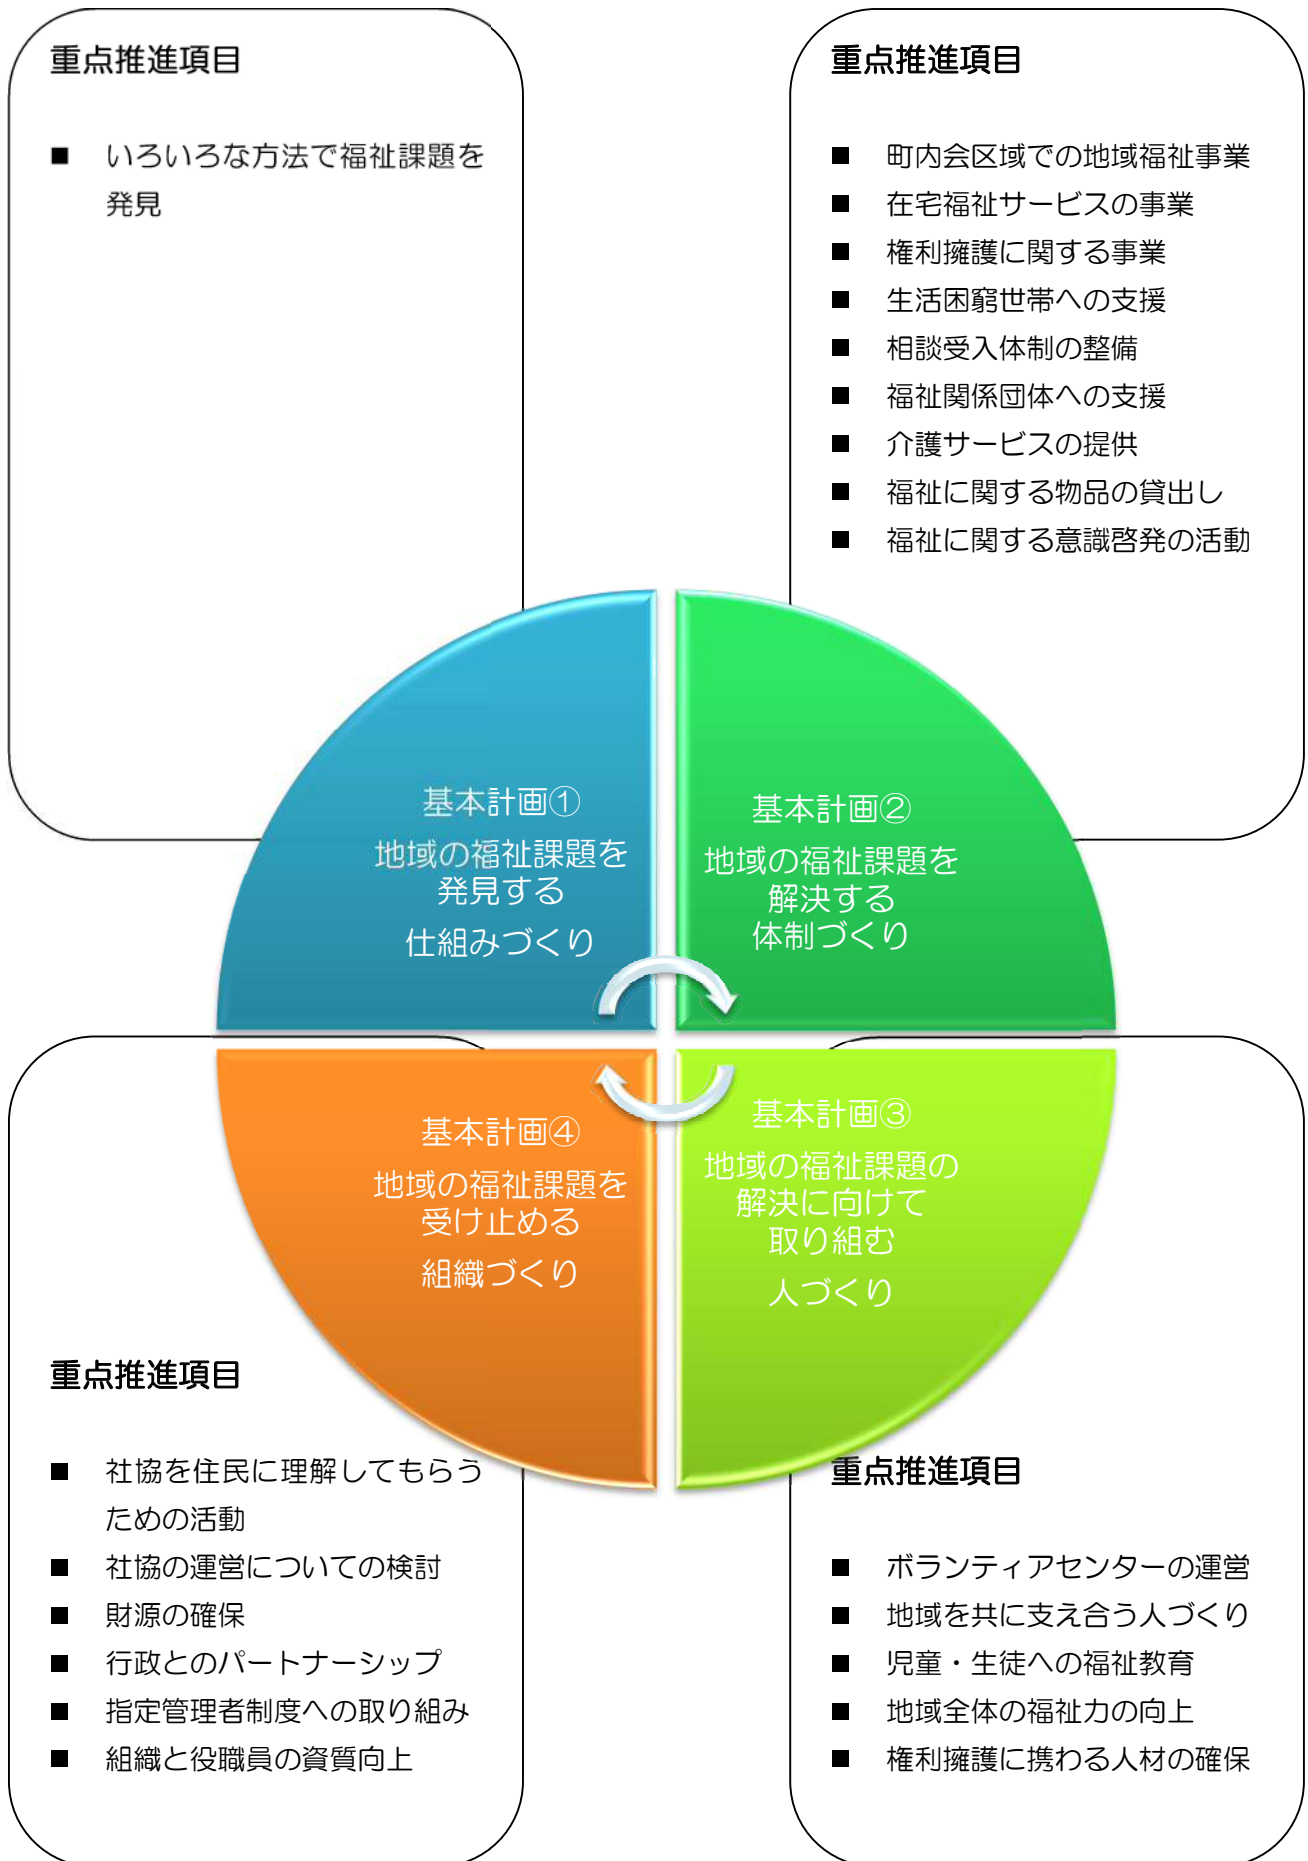 重点推進項目
■ いろいろな方法で福祉課題を
発見
重点推進項目
■ 町内会区域での地域福祉事業
■ 在宅福祉サービスの事業
■ 権利擁護に関する事業
■ 生活困窮世帯への支援
■ 相談受入体制の整備
■ 福祉関係団体への支援
■ 介護サービスの提供
■ 福祉に関する物品の貸出し
■ 福祉に関する意識啓発の活動
基本計画①
地域の福祉課題を
発見する
仕組みづくり
基本計画②
地域の福祉課題を
解決する
体制づくり
基本計画④
地域の福祉課題を
受け止める
組織づくり
基本計画③
地域の福祉課題の
解決に向けて
取り組む
人づくり
重点推進項目
■ 社協を住民に理解してもらう
ための活動
■ 社協の運営についての検討
■ 財源の確保
■ 行政とのパートナーシップ
■ 指定管理者制度への取り組み
■ 組織と役職員の資質向上
重点推進項目
■ ボランティアセンターの運営
■ 地域を共に支え合う人づくり
■ 児童・生徒への福祉教育
■ 地域全体の福祉力の向上
■ 権利擁護に携わる人材の確保